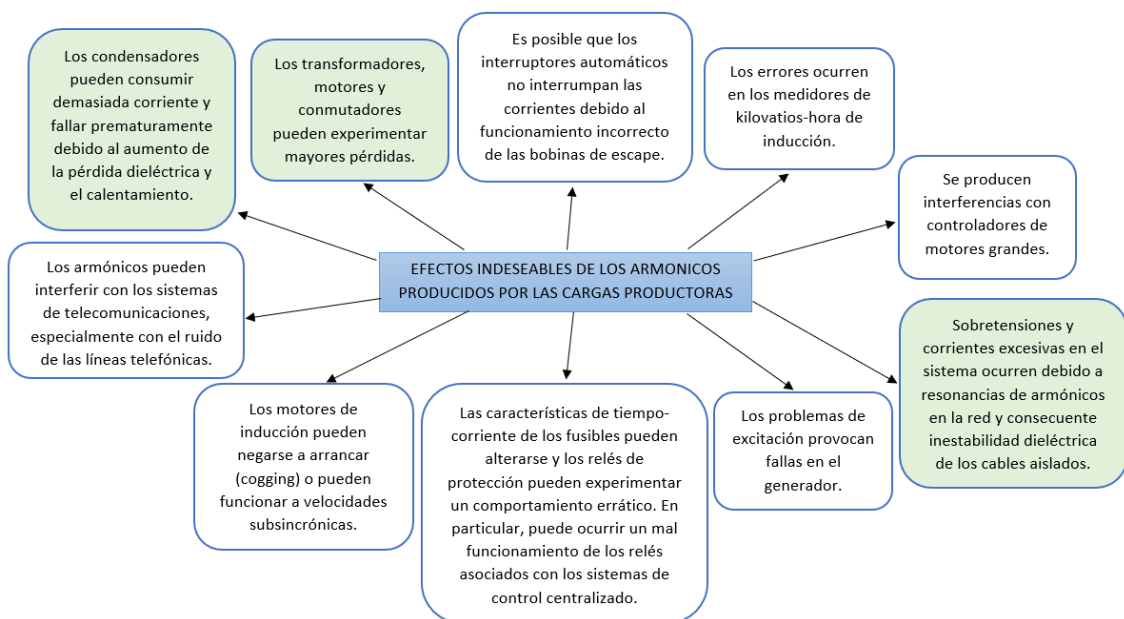 Los condensadores
pueden consumir
demasiada corriente y
fallar prematuramente
debido al aumento de
la pérdida dieléctrica y
el calentamiento.
Los transformadores,
motores y
conmutadores
pueden experimentar
mayores pérdidas.
Es posible que los
interruptores automáticos
no interrumpan las
corrientes debido al
funcionamiento incorrecto
de las bobinas de escape.
Los errores ocurren
en los medidores de
kilovatios-hora de
inducción.
Se producen
interferencias con
controladores de
motores grandes.
EFECTOS INDESEABLES DE LOS ARMONICOS
PRODUCIDOS POR LAS CARGAS PRODUCTORAS
Los armónicos pueden
interferir con los sistemas
de telecomunicaciones,
especialmente con el ruido
de las líneas telefónicas.
Sobretensiones y
corrientes excesivas en el
sistema ocurren debido a
resonancias de armónicos
en la red y consecuente
inestabilidad dieléctrica
de los cables aislados.
Los motores de
inducción pueden
negarse a arrancar
(cogging) o pueden
funcionar a velocidades
subsincrónicas.
Las características de tiempo-
corriente de los fusibles pueden
alterarse y los relés de
protección pueden experimentar
un comportamiento errático. En
particular, puede ocurrir un mal
funcionamiento de los relés
asociados con los sistemas de
control centralizado.
Los problemas de
excitación provocan
fallas en el
generador.